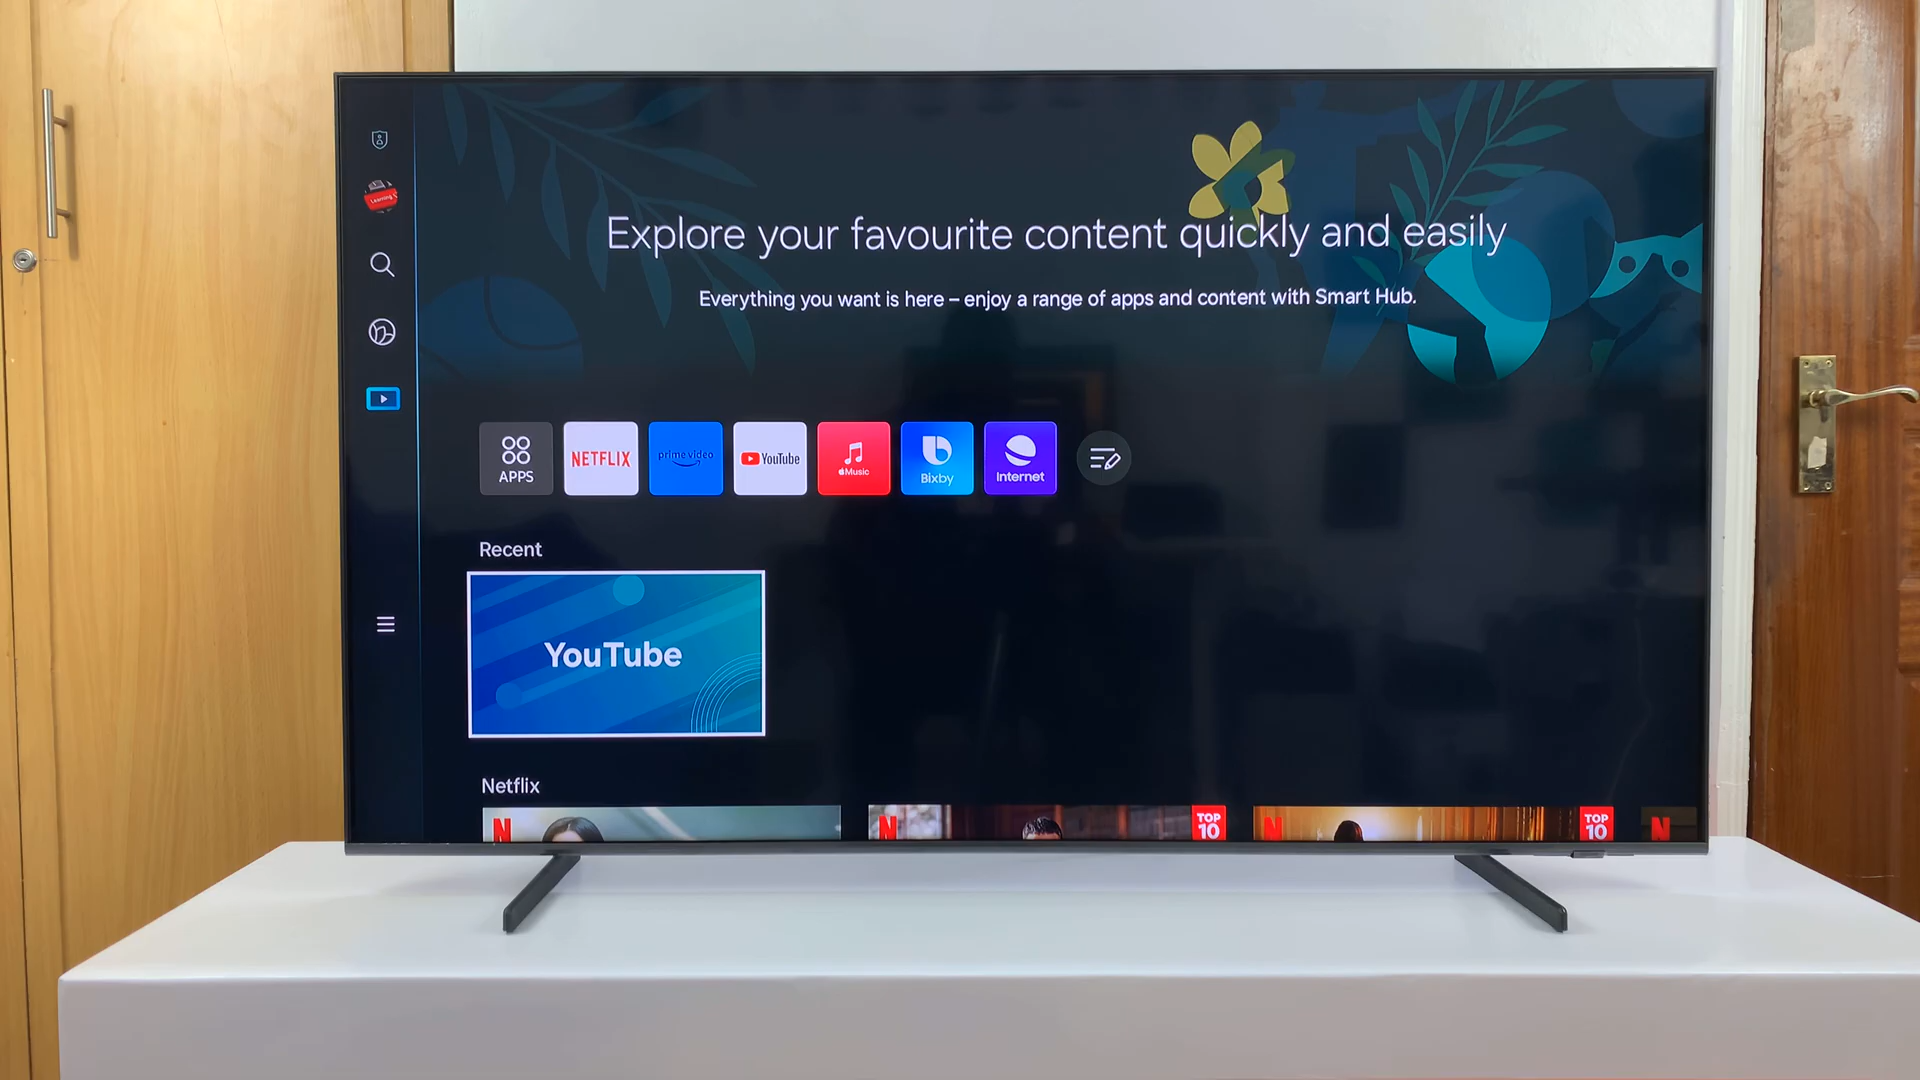 Learning
Explore your favourite content quickly and easily
Everything you want is here – enjoy a range of apps and content with Smart Hub.
APPS
NETFLIX
prime video
YouTube
Music
Bixby
Internet
Recent
YouTube
Netflix
N
N
TOP
10
N
TOP
10
N